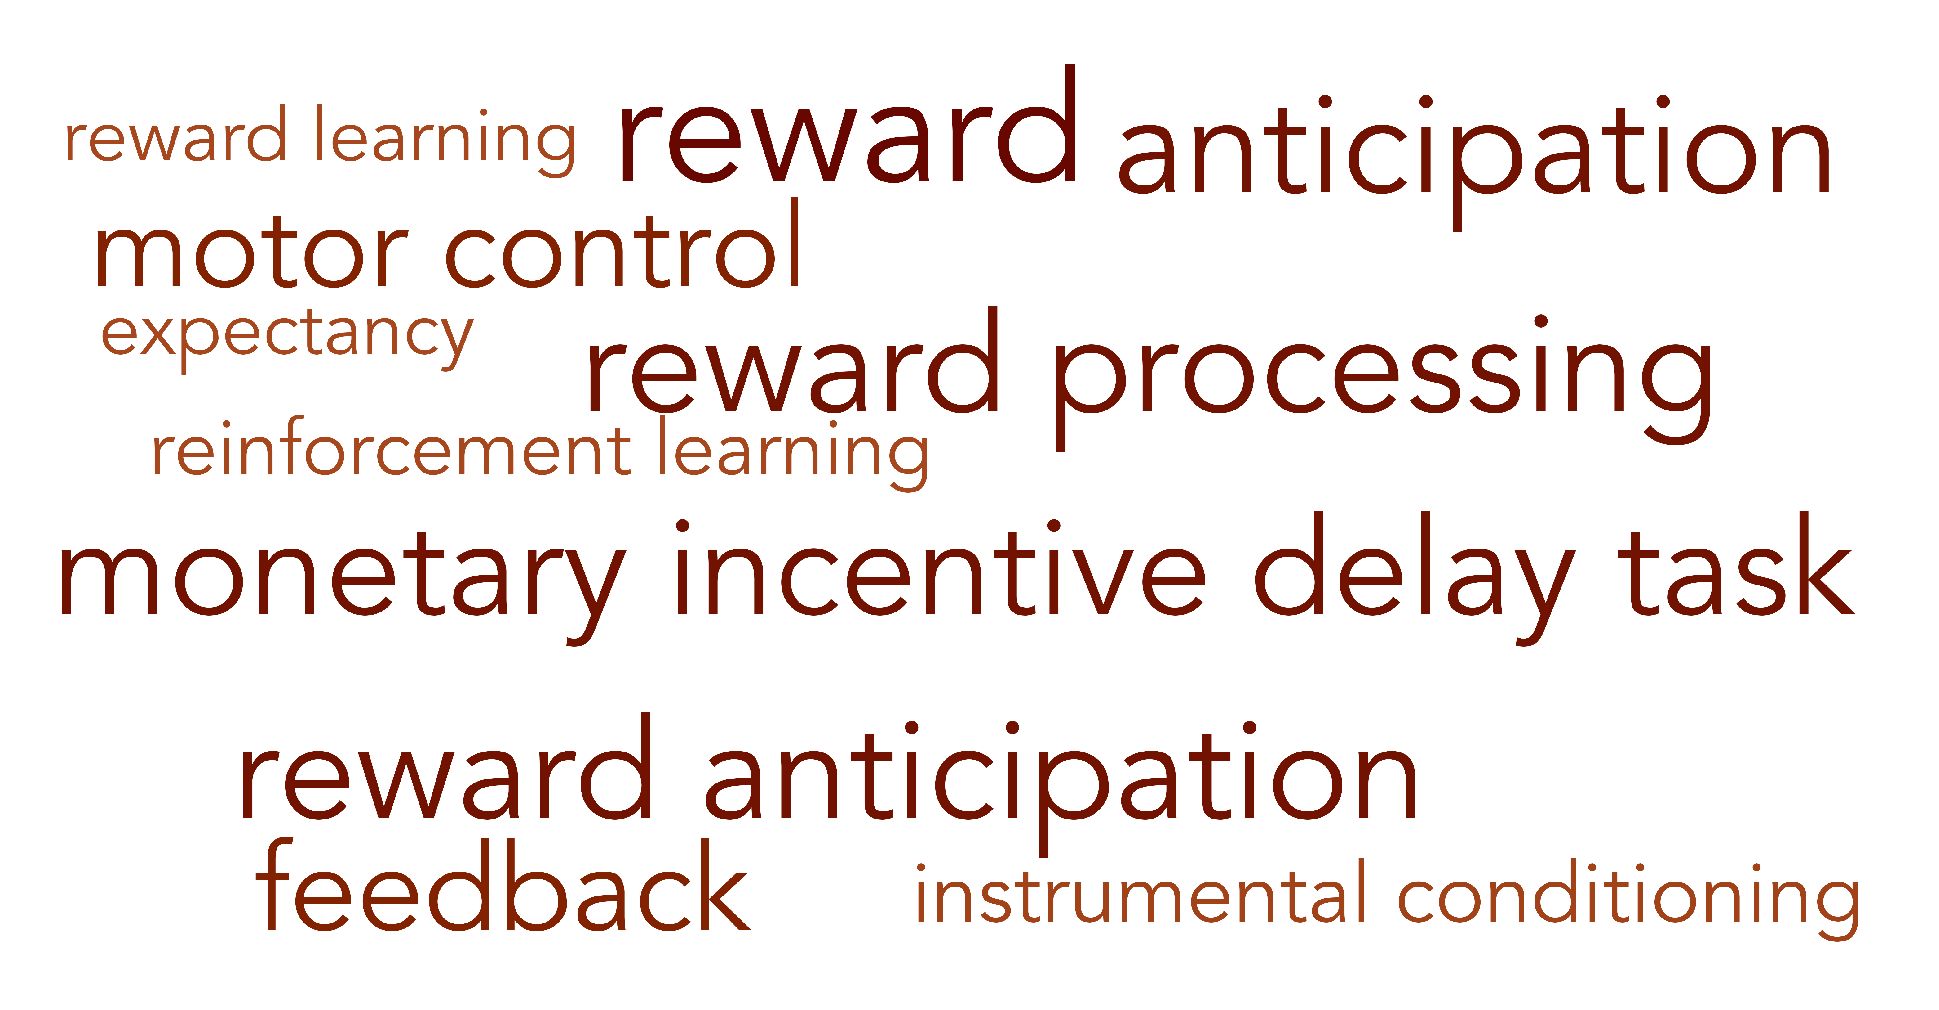 reward learning reward anticipation
motor control
expectancy
reward processing
reinforcement learning
monetary incentive delay task
reward anticipation
feedback instrumental conditioning